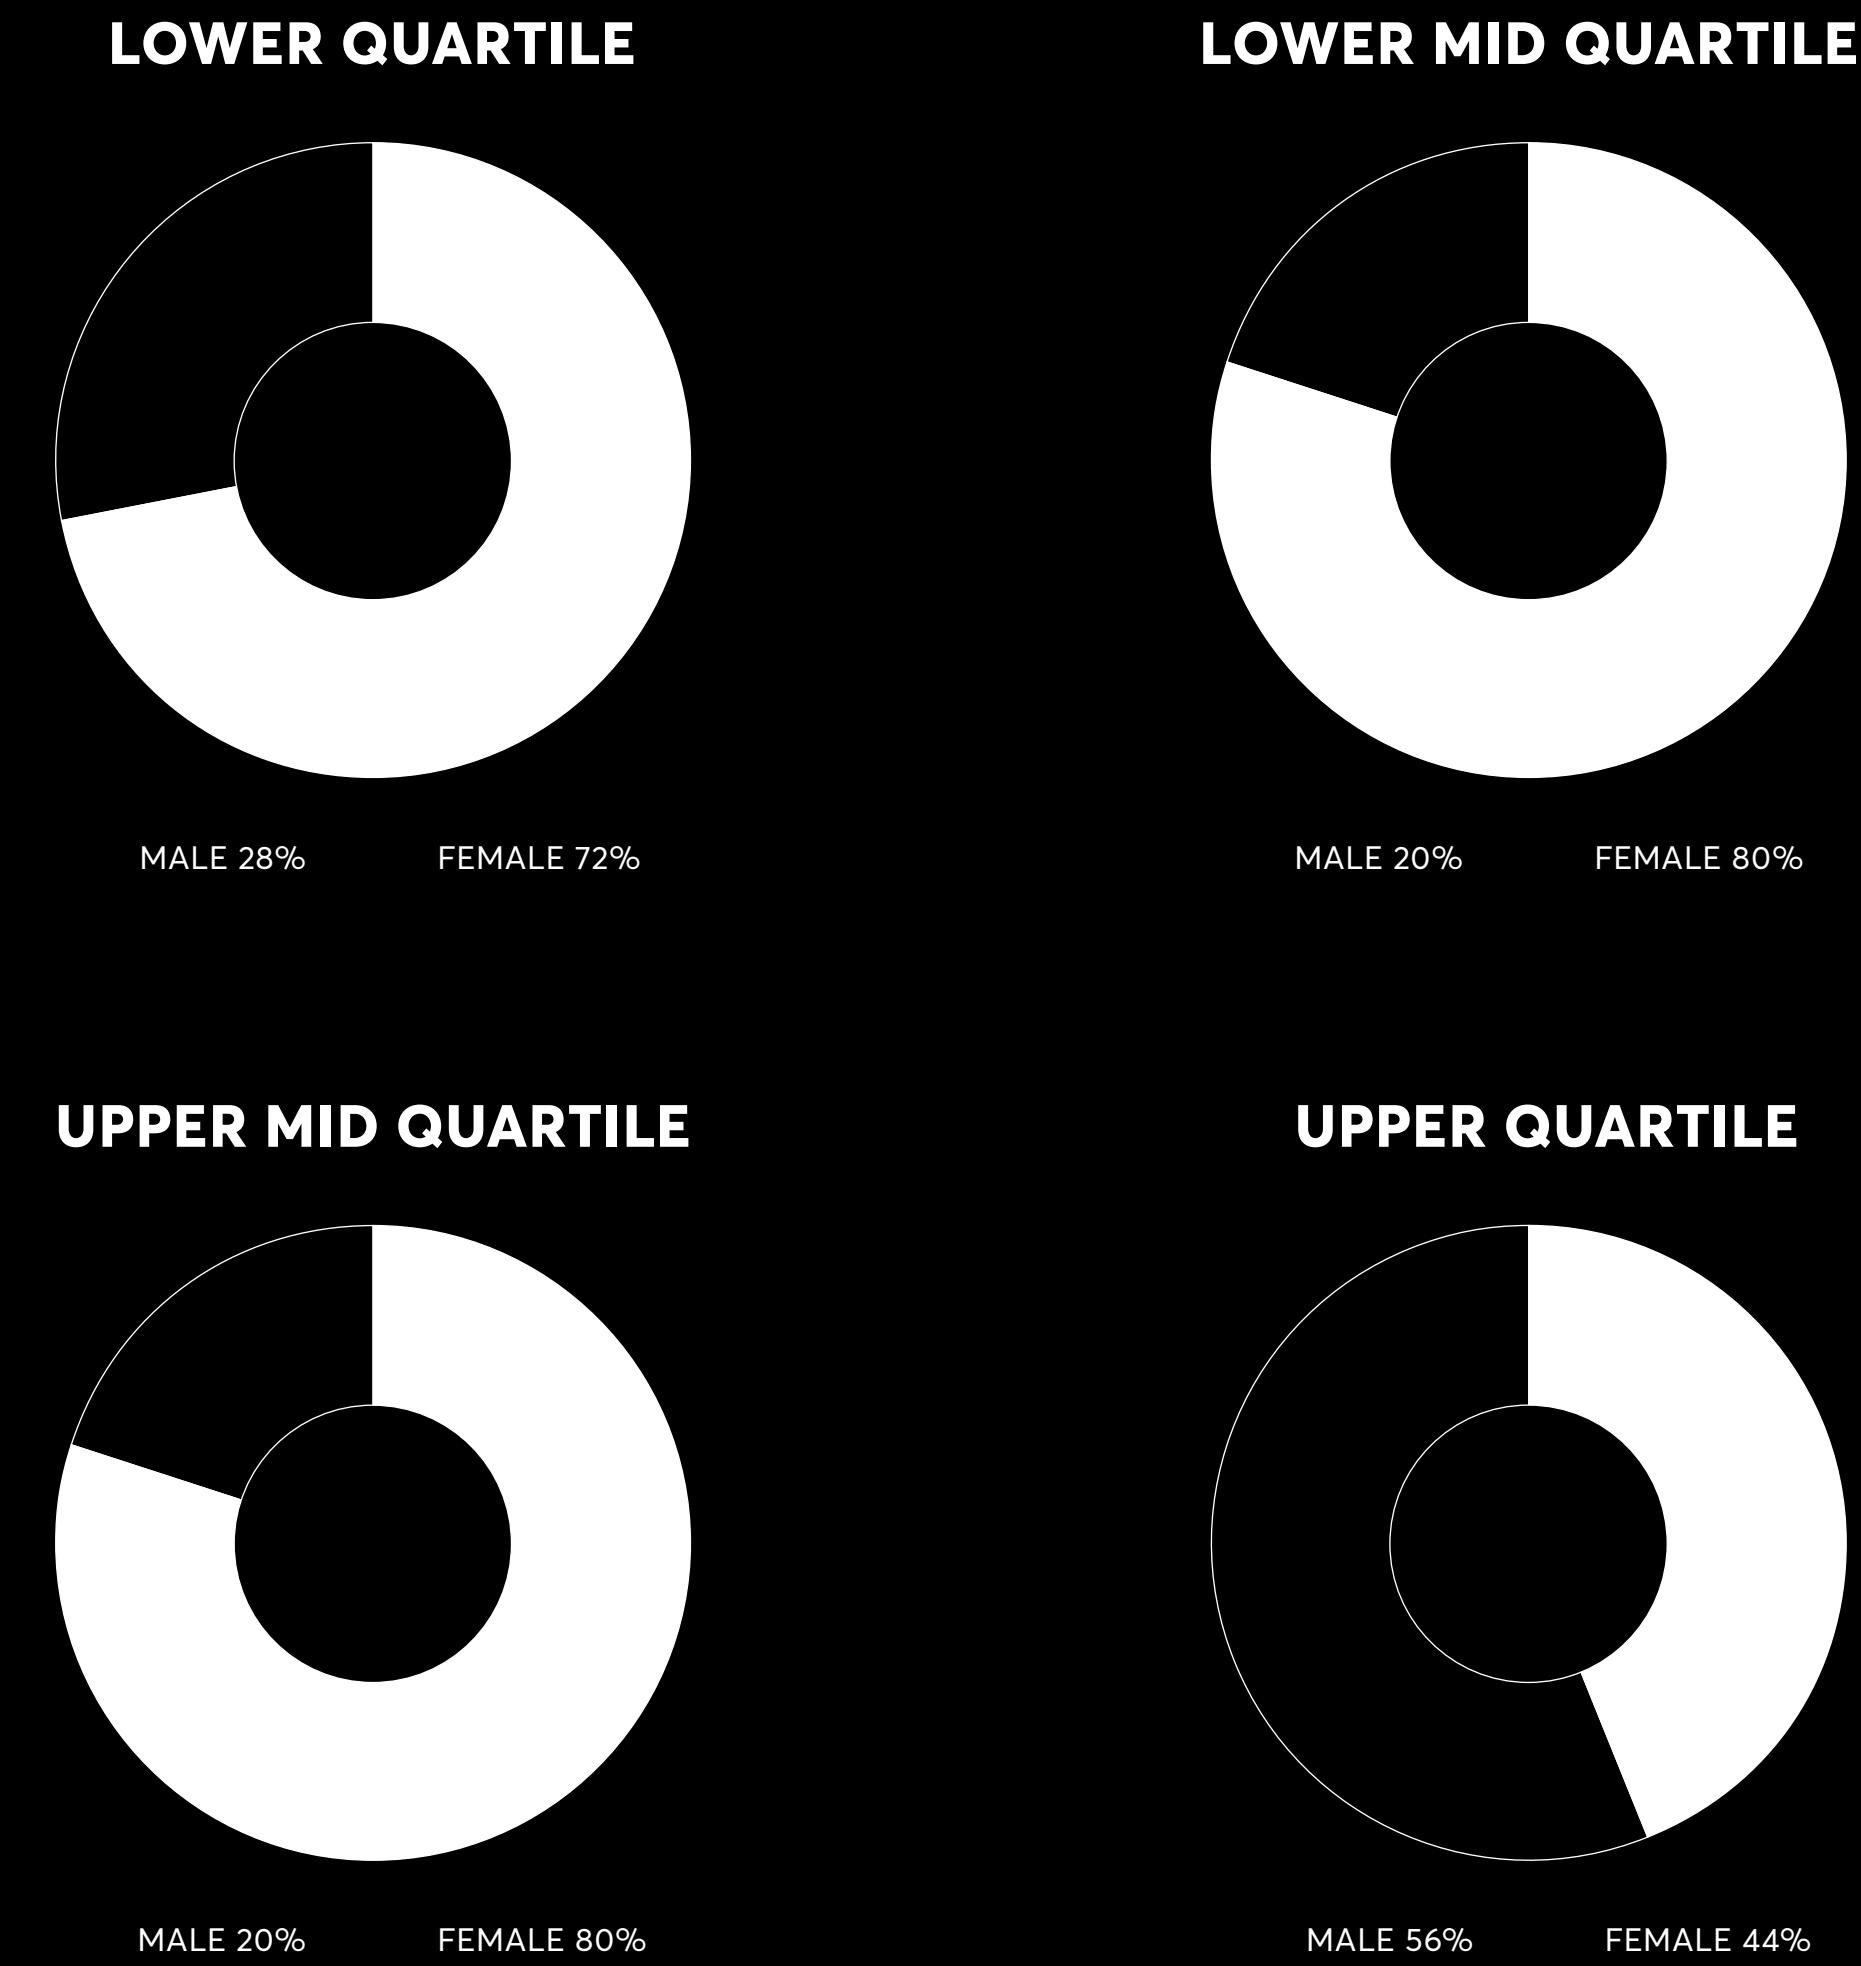 LOWER QUARTILE
LOWER MID QUARTILE
MALE 28%
FEMALE 72%
MALE 20%
FEMALE 80%
UPPER MID QUARTILE
UPPER QUARTILE
MALE 20%
FEMALE 80%
MALE 56%
FEMALE 44%